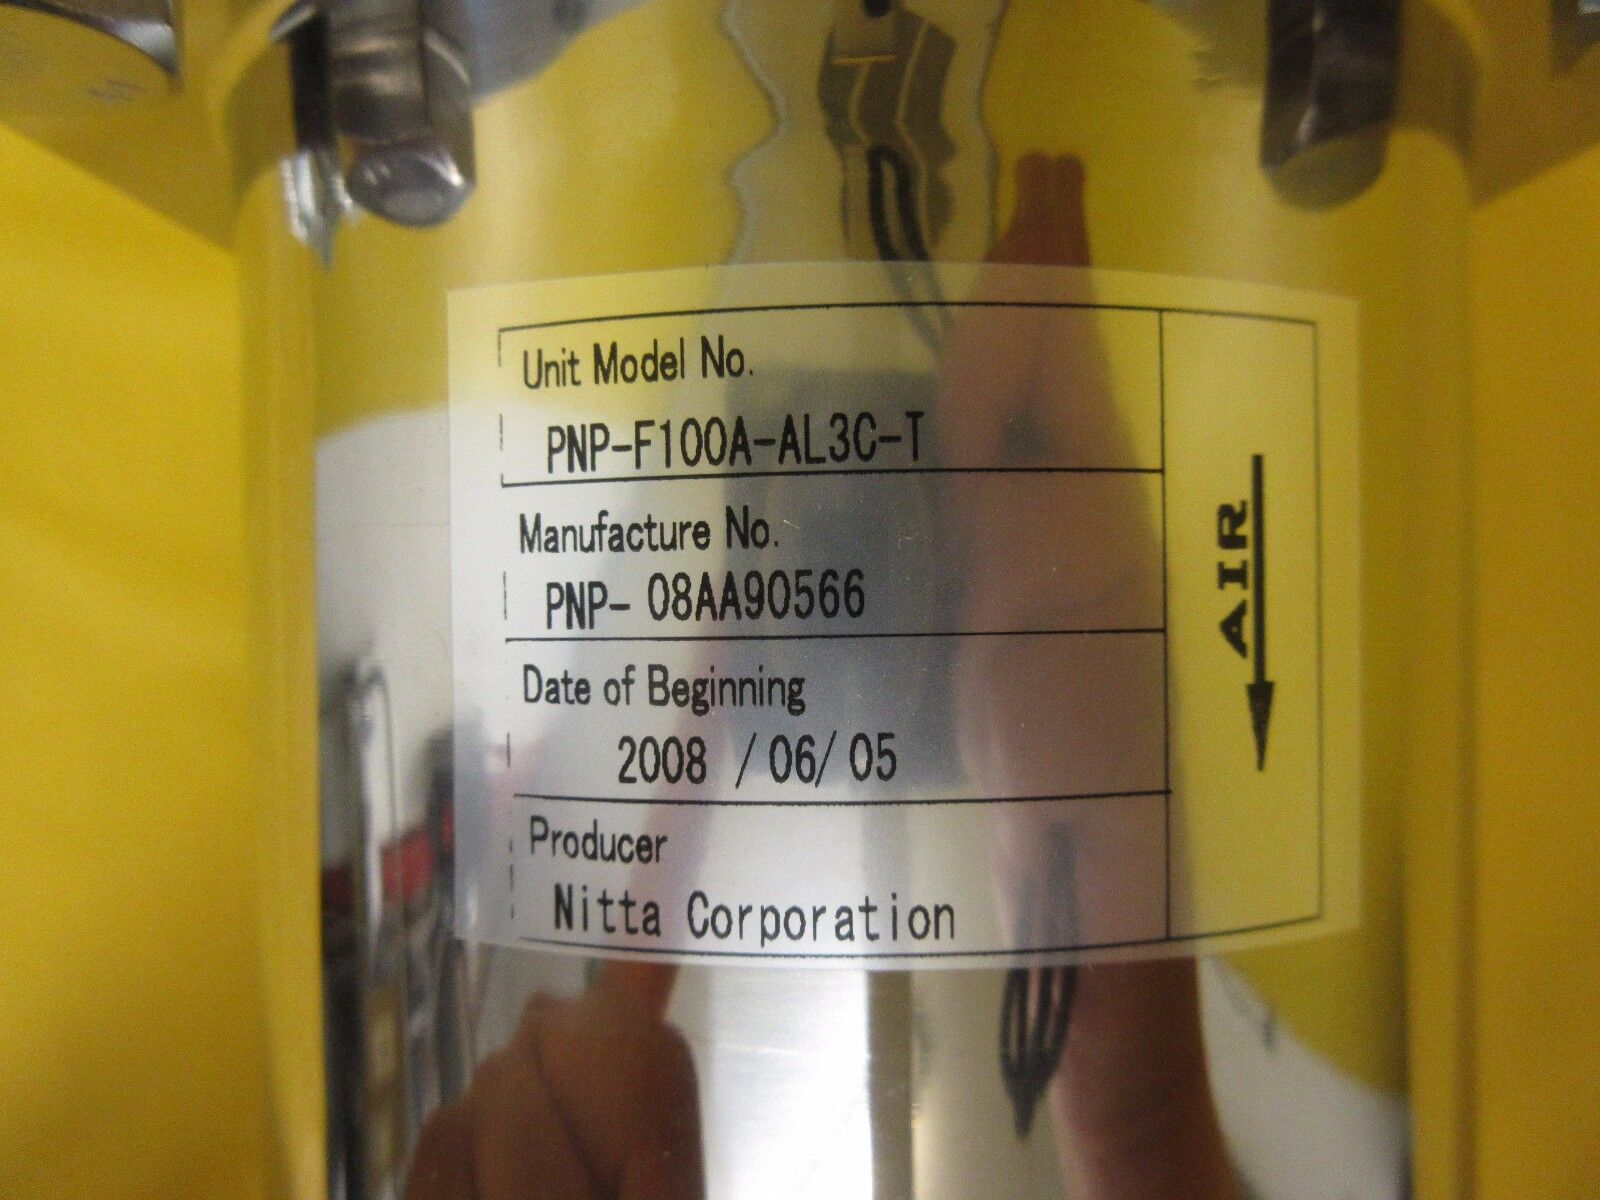 Unit Model No.
PNP-F100A-AL3C-T
Manufacture No.
PNP- 08AA90566
Date of Beginning
2008 / 06/ 05
Producer
Nitta Corporation
AIR